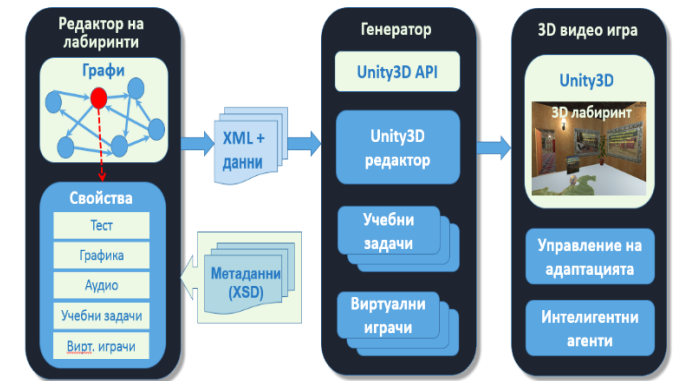 Редактор на
лабиринти
Графи
Свойства
Тест
Графика
Аудио
Учебни задачи
Вирт. играчи
XML +
данни
Метаданни
(XSD)
Генератор
Unity3D API
Unity3D
редактор
Учебни
задачи
Виртуални
играчи
3D видео игра
Unity3D
3D лабиринт
Управление на
адаптацията
Интелигентни
агенти